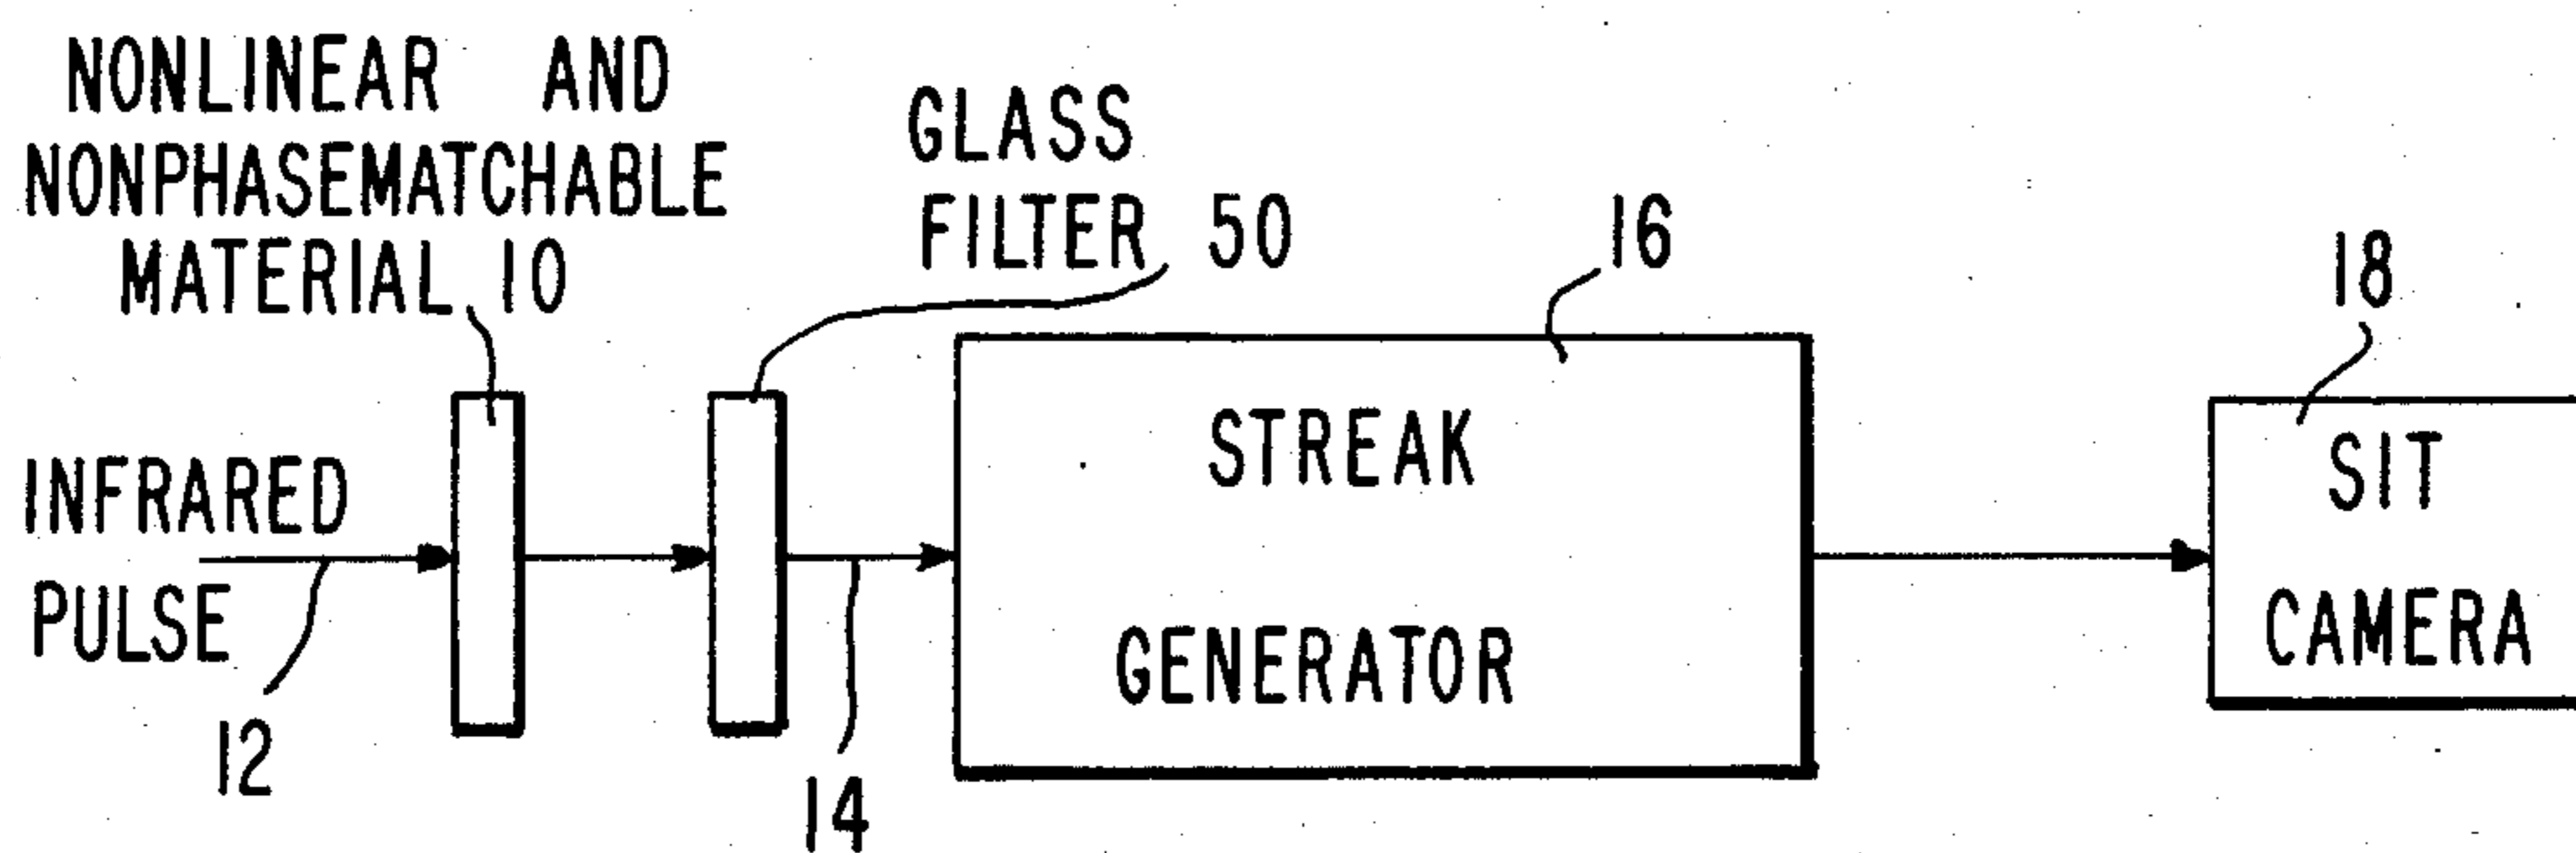 NONLINEAR AND
NONPHASEMATCHABLE
MATERIAL 10
GLASS
FILTER 50
16
18
INFRARED
PULSE
12
14
STREAK
GENERATOR
SIT
CAMERA